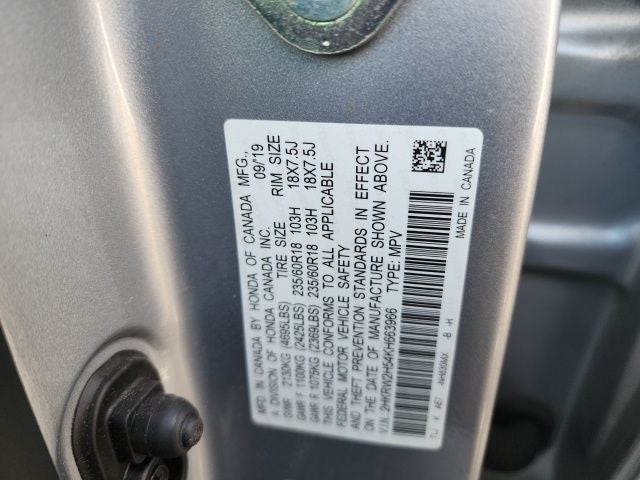 MADE IN CANADA BY HONDA OF CANADA MFG.,
A DIVISION OF HONDA CANADA INC. 09/19
TIRE SIZE RIM SIZE
GVWR 2130KG (4695LBS)
GAWR F 1100KG (2425LBS) 235/60R18 103H 18X7.5J
GAWR R 1075KG (2369LBS) 235/60R18 103H 18X7.5J
THIS VEHICLE CONFORMS TO ALL APPLICABLE
FEDERAL MOTOR VEHICLE SAFETY
AND THEFT PREVENTION STANDARDS IN EFFECT
ON THE DATE OF MANUFACTURE SHOWN ABOVE.
V.I.N.: 2HKRW2H54KH663966 TYPE: MPV
-B -H MADE IN CANADA